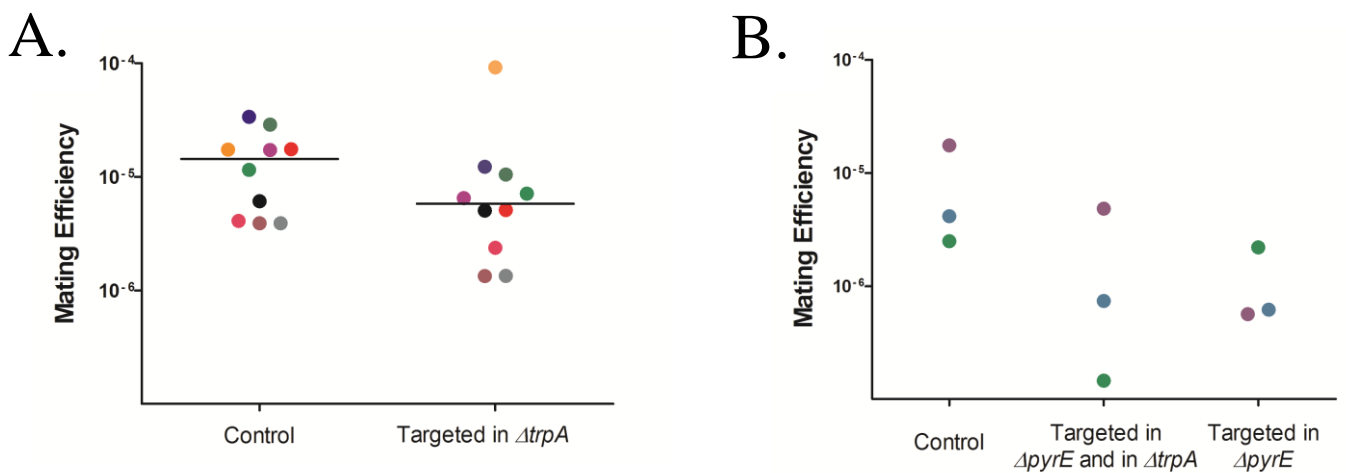 A.
Mating Efficiency
10-4
10-5
10-6
Control
Targeted in ΔtrpA
B.
Mating Efficiency
10-4
10-5
10-6
Control
Targeted in
ΔpyrE and in ΔtrpA
Targeted in
ΔpyrE